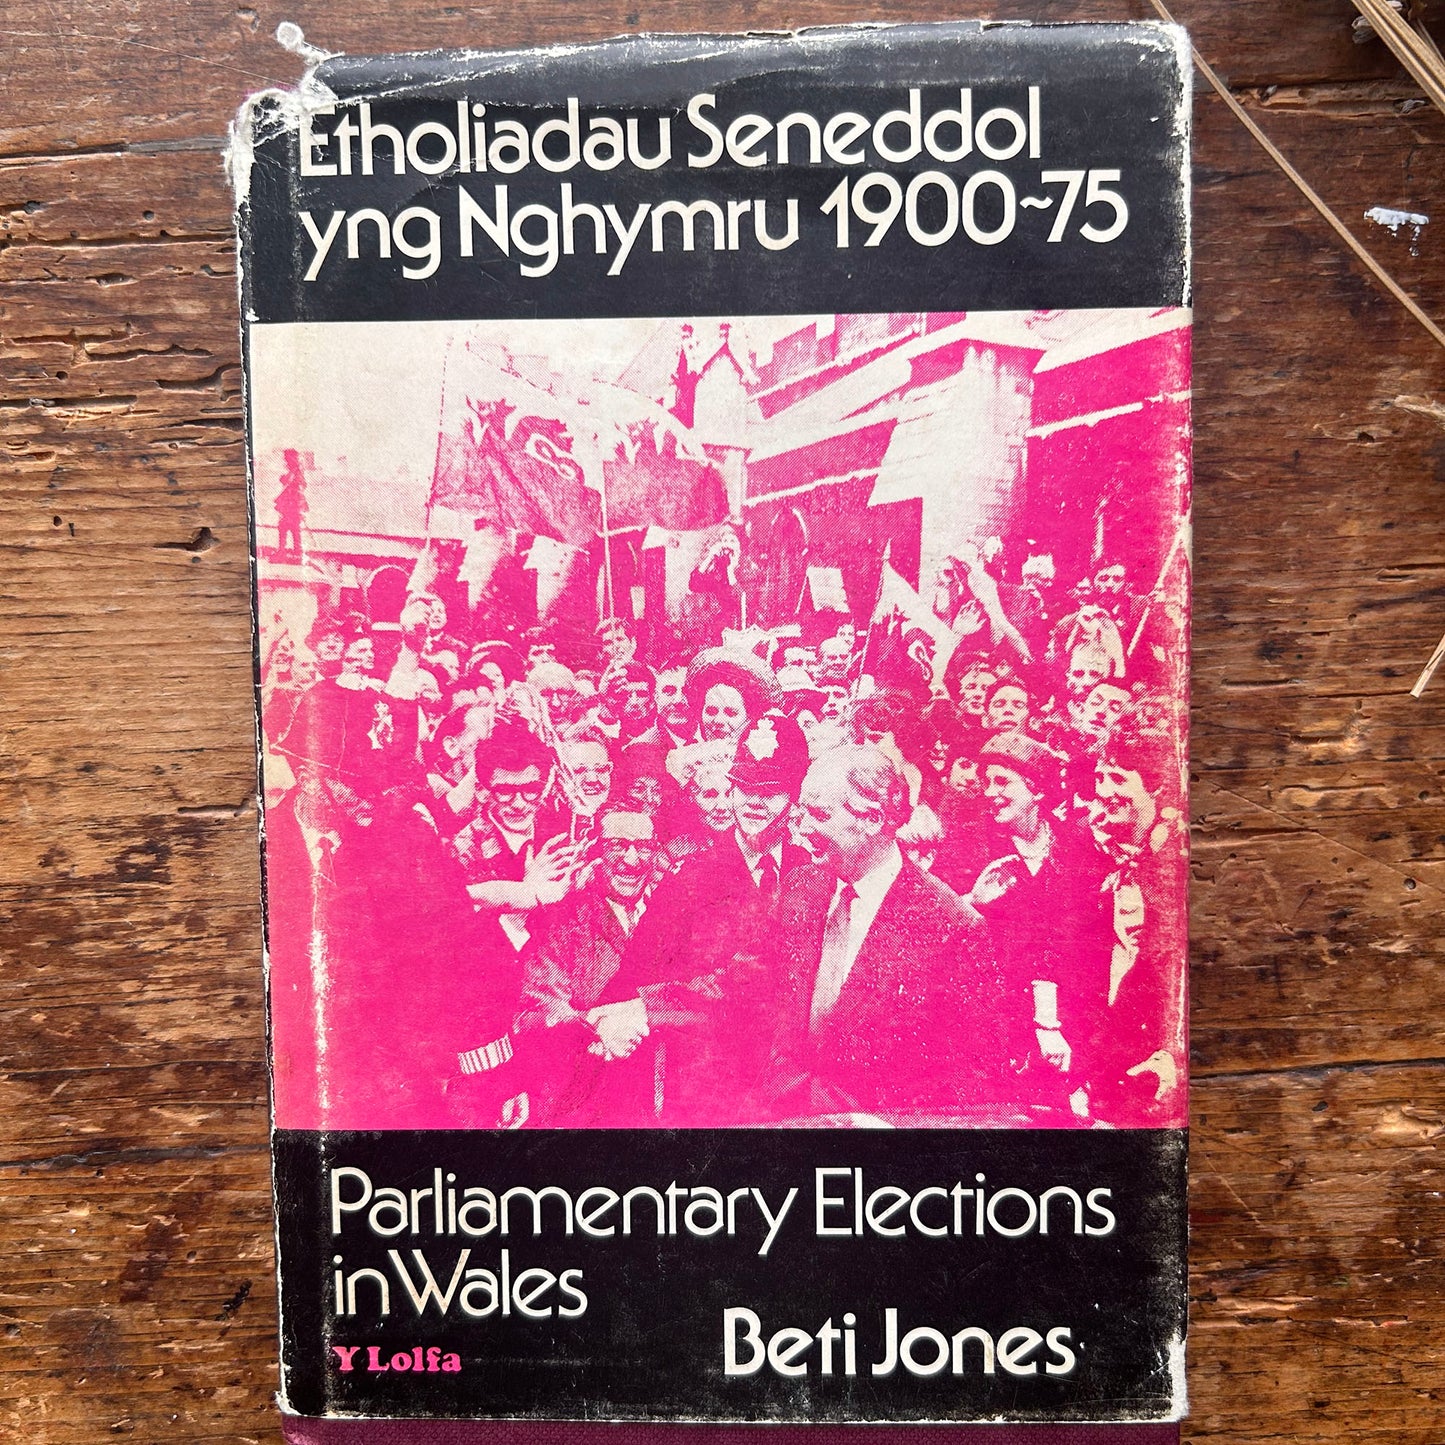 Etholiadau Seneddol
yng Nghymru 1900~75
Parliamentary Elections
in Wales
Y Lolfa
Beti Jones